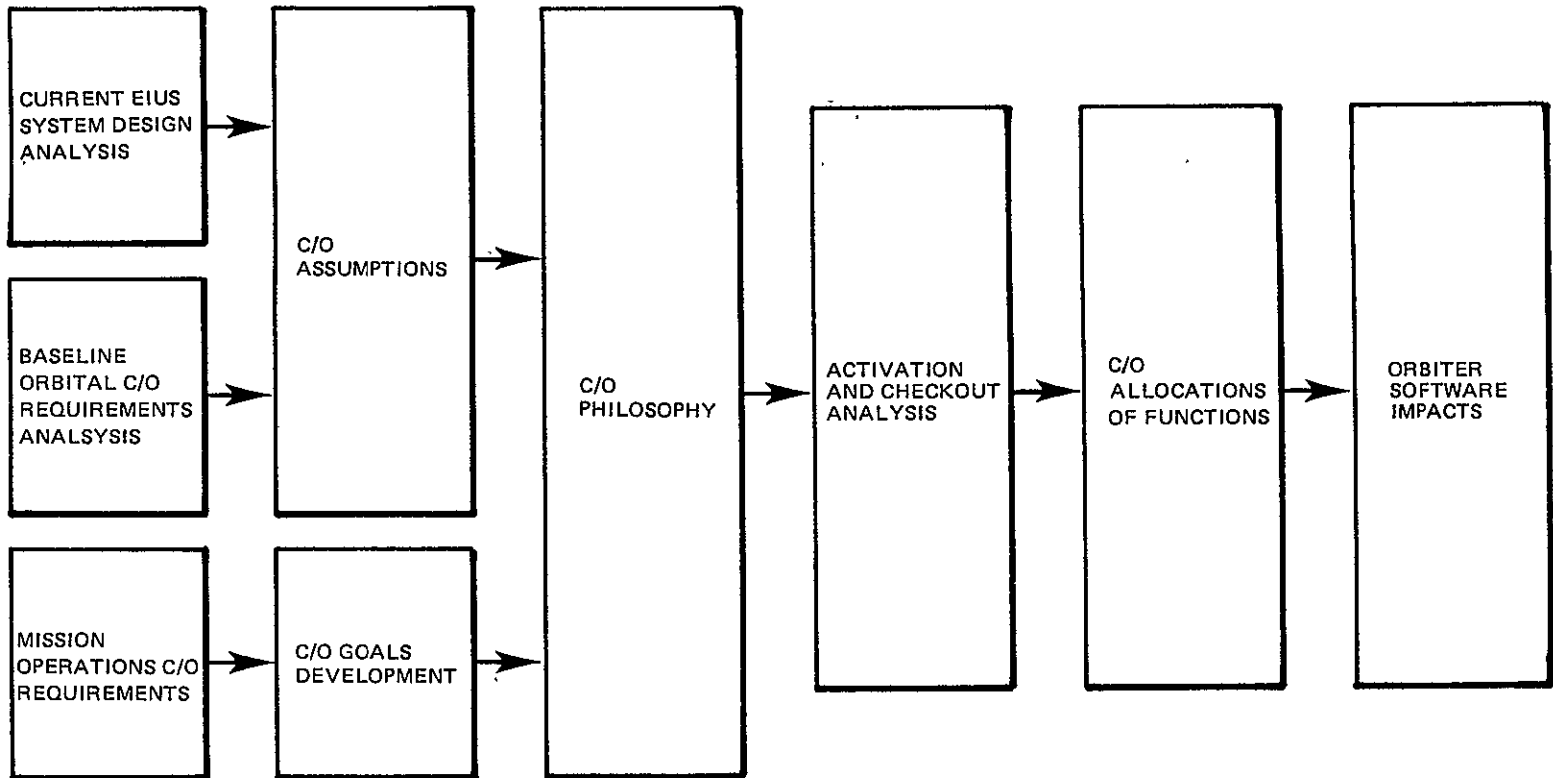 CURRENT EIUS
SYSTEM DESIGN
ANALYSIS
BASELINE
ORBITAL C/O
REQUIREMENTS
ANALSYSIS
MISSION
OPERATIONS C/O
REQUIREMENTS
C/O
ASSUMPTIONS
C/O GOALS
DEVELOPMENT
C/O
PHILOSOPHY
ACTIVATION
AND CHECKOUT
ANALYSIS
C/O
ALLOCATIONS
OF FUNCTIONS
ORBITER
SOFTWARE
IMPACTS